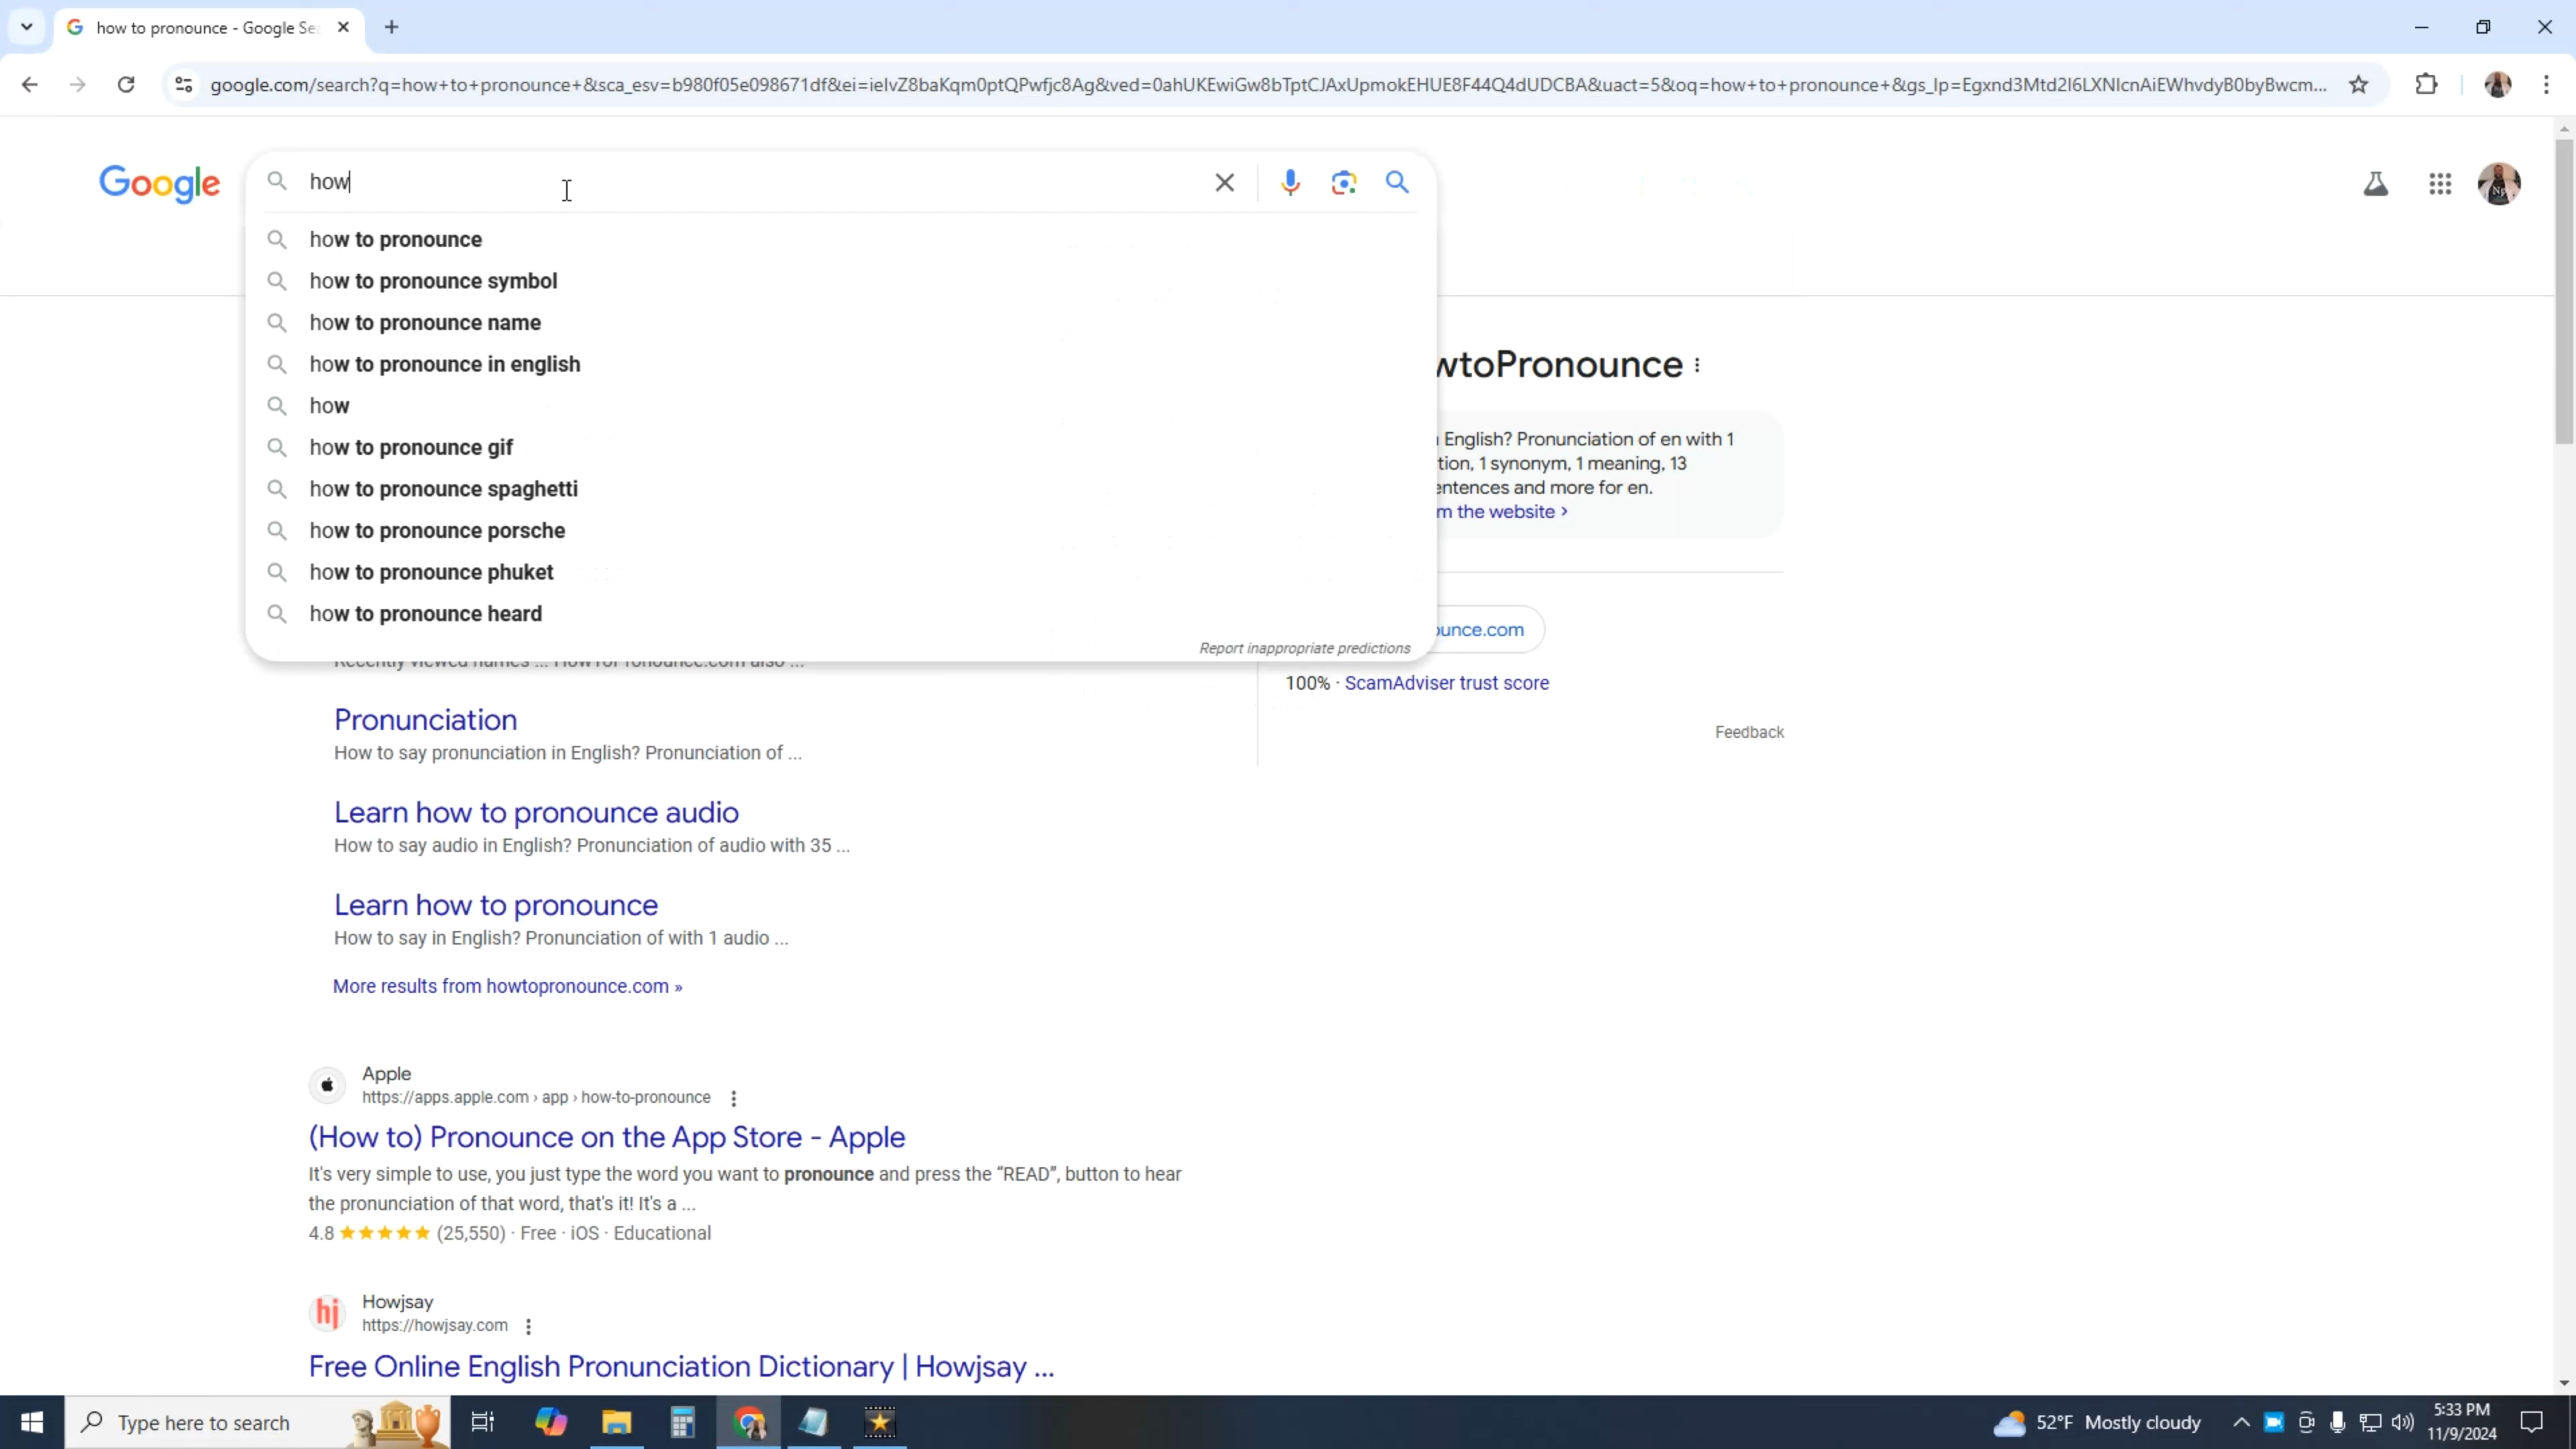 how to pronounce - Google Se
google.com/search?q=how+to+pronounce+&sca_esv=b980f05e098671df&ei=ielvZ8baKqm0ptQPwfjc8Ag&ved=0ahUKEwiGw8bTptCJAxUpmokEHUE8F44Q4dUDCBA&uact=5&oq=how+to+pronounce+&gs_lp=Egxnd3Mtd2l6LXNlcnAiEWhvdyB0byBwcm...
Google
how
how to pronounce
how to pronounce symbol
how to pronounce name
how to pronounce in english
how
how to pronounce gif
how to pronounce spaghetti
how to pronounce porsche
how to pronounce phuket
how to pronounce heard
Report inappropriate predictions
wtoPronounce
English? Pronunciation of en with 1
tion, 1 synonym, 1 meaning, 13
entences and more for en.
m the website >
ounce.com
100% · ScamAdviser trust score
Feedback
Pronunciation
How to say pronunciation in English? Pronunciation of ...
Learn how to pronounce audio
How to say audio in English? Pronunciation of audio with 35 ...
Learn how to pronounce
How to say in English? Pronunciation of with 1 audio ...
More results from howtopronounce.com »
Apple
https://apps.apple.com › app › how-to-pronounce
(How to) Pronounce on the App Store - Apple
It's very simple to use, you just type the word you want to pronounce and press the “READ”, button to hear
the pronunciation of that word, that's it! It's a ...
4.8 ★★★★★ (25,550) · Free · iOS · Educational
hj
Howjsay
https://howjsay.com
Free Online English Pronunciation Dictionary | Howjsay ...
Type here to search
52°F Mostly cloudy
5:33 PM
11/9/2024